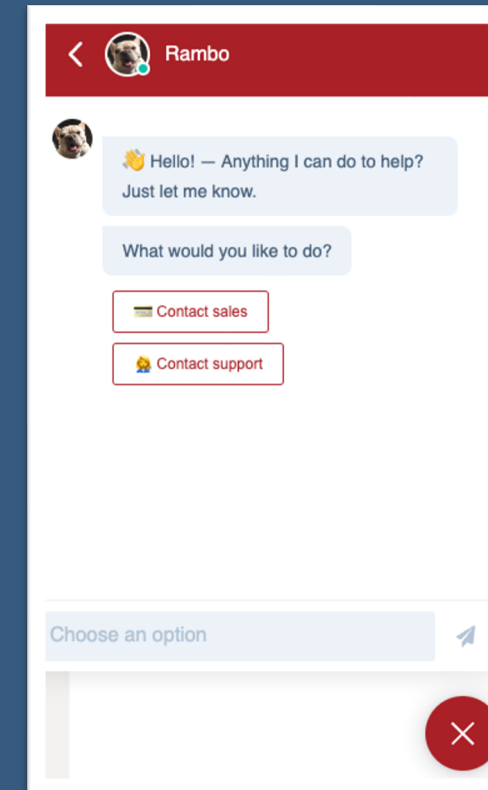 Rambo
👋 Hello! — Anything I can do to help?
Just let me know.
What would you like to do?
💳 Contact sales
🙋 Contact support
Choose an option